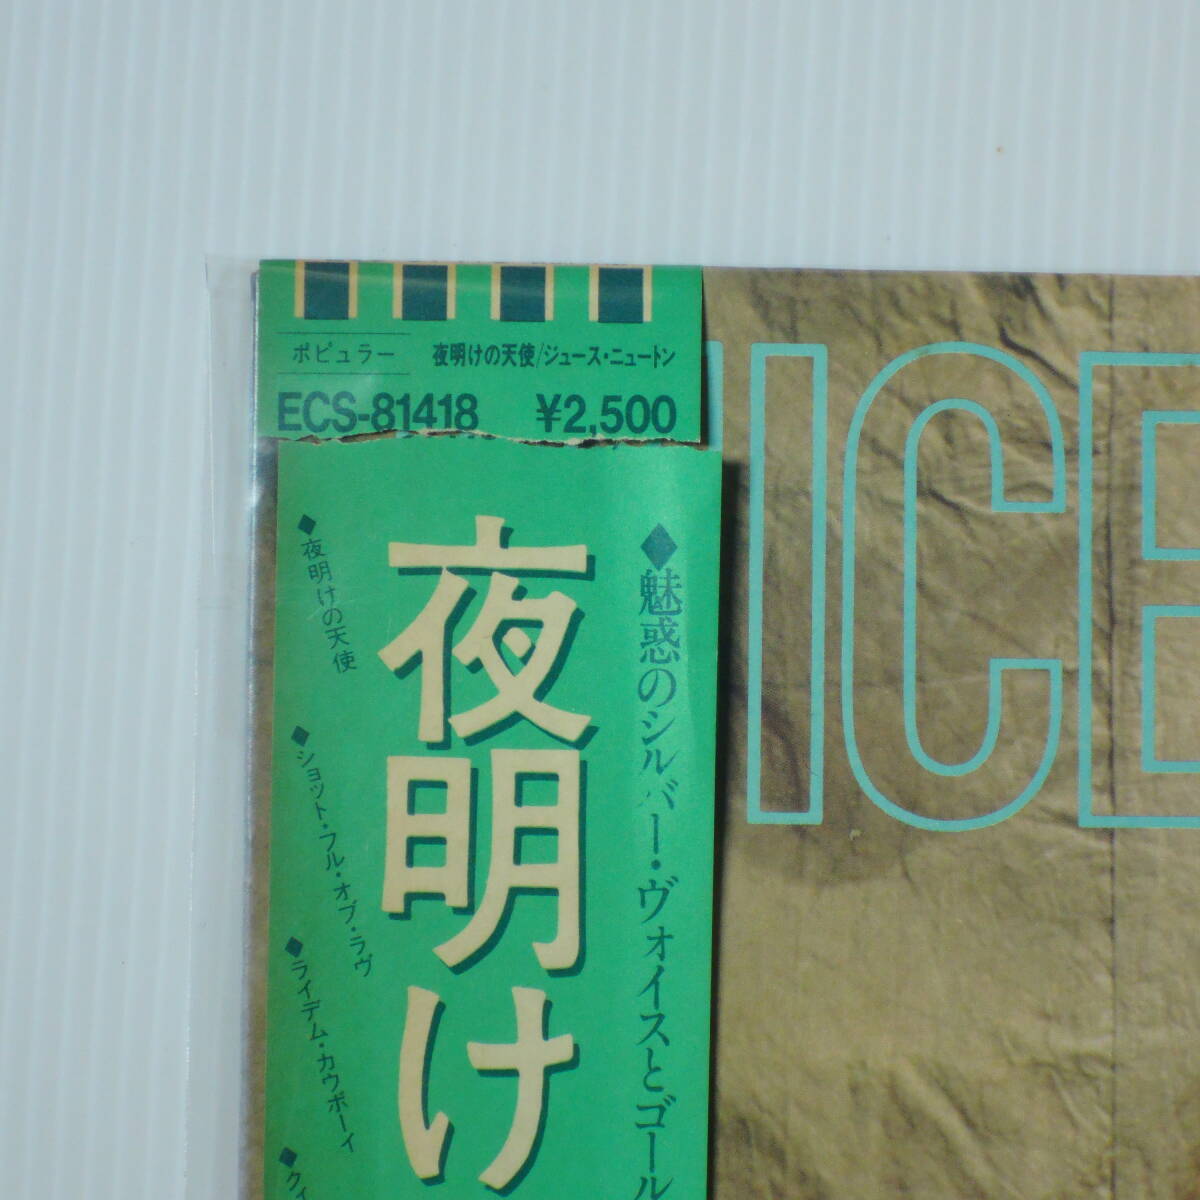 ポピュラー
夜明けの天使/ジュース・ニュートン
ECS-81418
¥2,500
ICE
◆魅惑のシルバー・ヴォイスとゴール
夜明け
◆夜明けの天使
◆ショット・フル・オブ・ラヴ
◆ライデム・カウボーイ
◆クィ